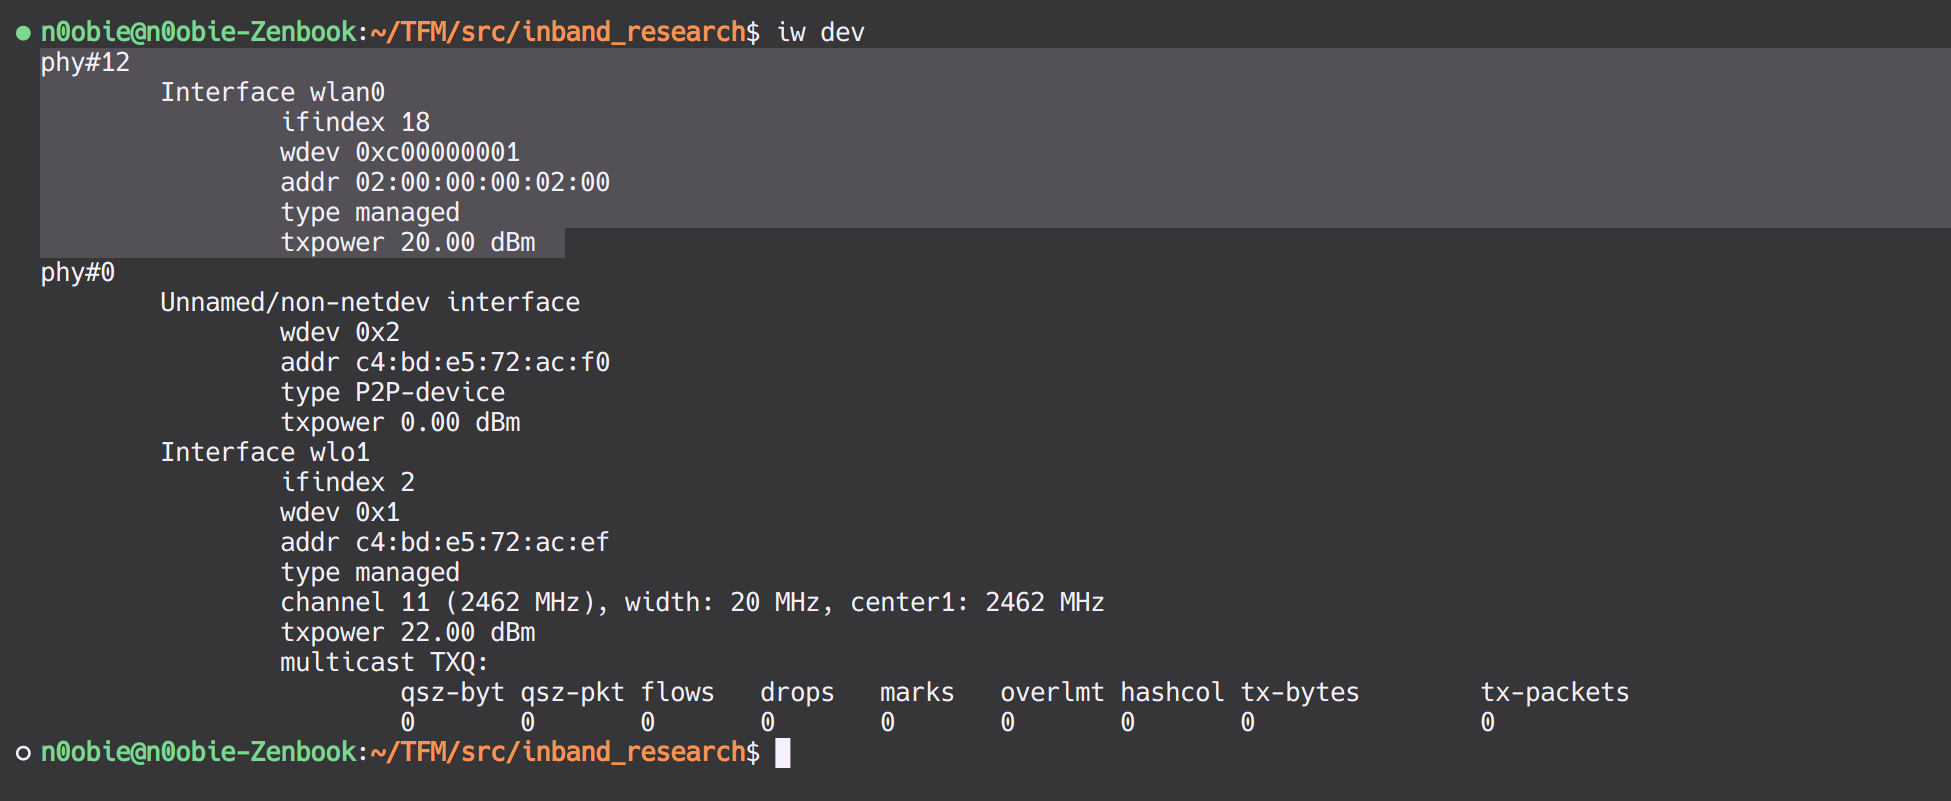 n0obie@n0obie-Zenbook:~/TFM/src/inband_research$ iw dev
phy#12
Interface wlan0
ifindex 18
wdev 0xc00000001
addr 02:00:00:00:02:00
type managed
txpower 20.00 dBm
phy#0
Unnamed/non-netdev interface
wdev 0x2
addr c4:bd:e5:72:ac:f0
type P2P-device
txpower 0.00 dBm
Interface wlo1
ifindex 2
wdev 0x1
addr c4:bd:e5:72:ac:ef
type managed
channel 11 (2462 MHz), width: 20 MHz, center1: 2462 MHz
txpower 22.00 dBm
multicast TXQ:
qsz-byt qsz-pkt flows drops marks overlmt hashcol tx-bytes tx-packets
0 0 0 0 0 0 0 0 0
n0obie@n0obie-Zenbook:~/TFM/src/inband_research$